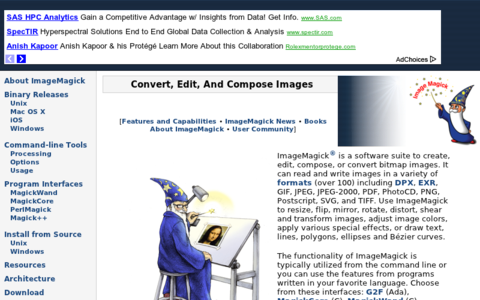 SAS HPC Analytics Gain a Competitive Advantage w/ Insights from Data! Get Info. www.SAS.com
SpecTIR Hyperspectral Solutions End to End Global Data Collection & Analysis www.spectir.com
Anish Kapoor Anish Kapoor & his Protégé Learn More About this Collaboration Rolexmentorprotege.com
AdChoices
About ImageMagick
Binary Releases
Unix
Mac OS X
iOS
Windows
Command-line Tools
Processing
Options
Usage
Program Interfaces
MagickWand
MagickCore
PerlMagick
Magick++
Install from Source
Unix
Windows
Resources
Architecture
Download
Convert, Edit, And Compose Images
Image Magick
[Features and Capabilities • ImageMagick News • Books
About ImageMagick • User Community]
ImageMagick® is a software suite to create,
edit, compose, or convert bitmap images. It
can read and write images in a variety of
formats (over 100) including DPX, EXR,
GIF, JPEG, JPEG-2000, PDF, PhotoCD, PNG,
Postscript, SVG, and TIFF. Use ImageMagick
to resize, flip, mirror, rotate, distort, shear
and transform images, adjust image colors,
apply various special effects, or draw text,
lines, polygons, ellipses and Bézier curves.
The functionality of ImageMagick is
typically utilized from the command line or
you can use the features from programs
written in your favorite language. Choose
from these interfaces: G2F (Ada),
MagickCore (C), MagickWand (C),